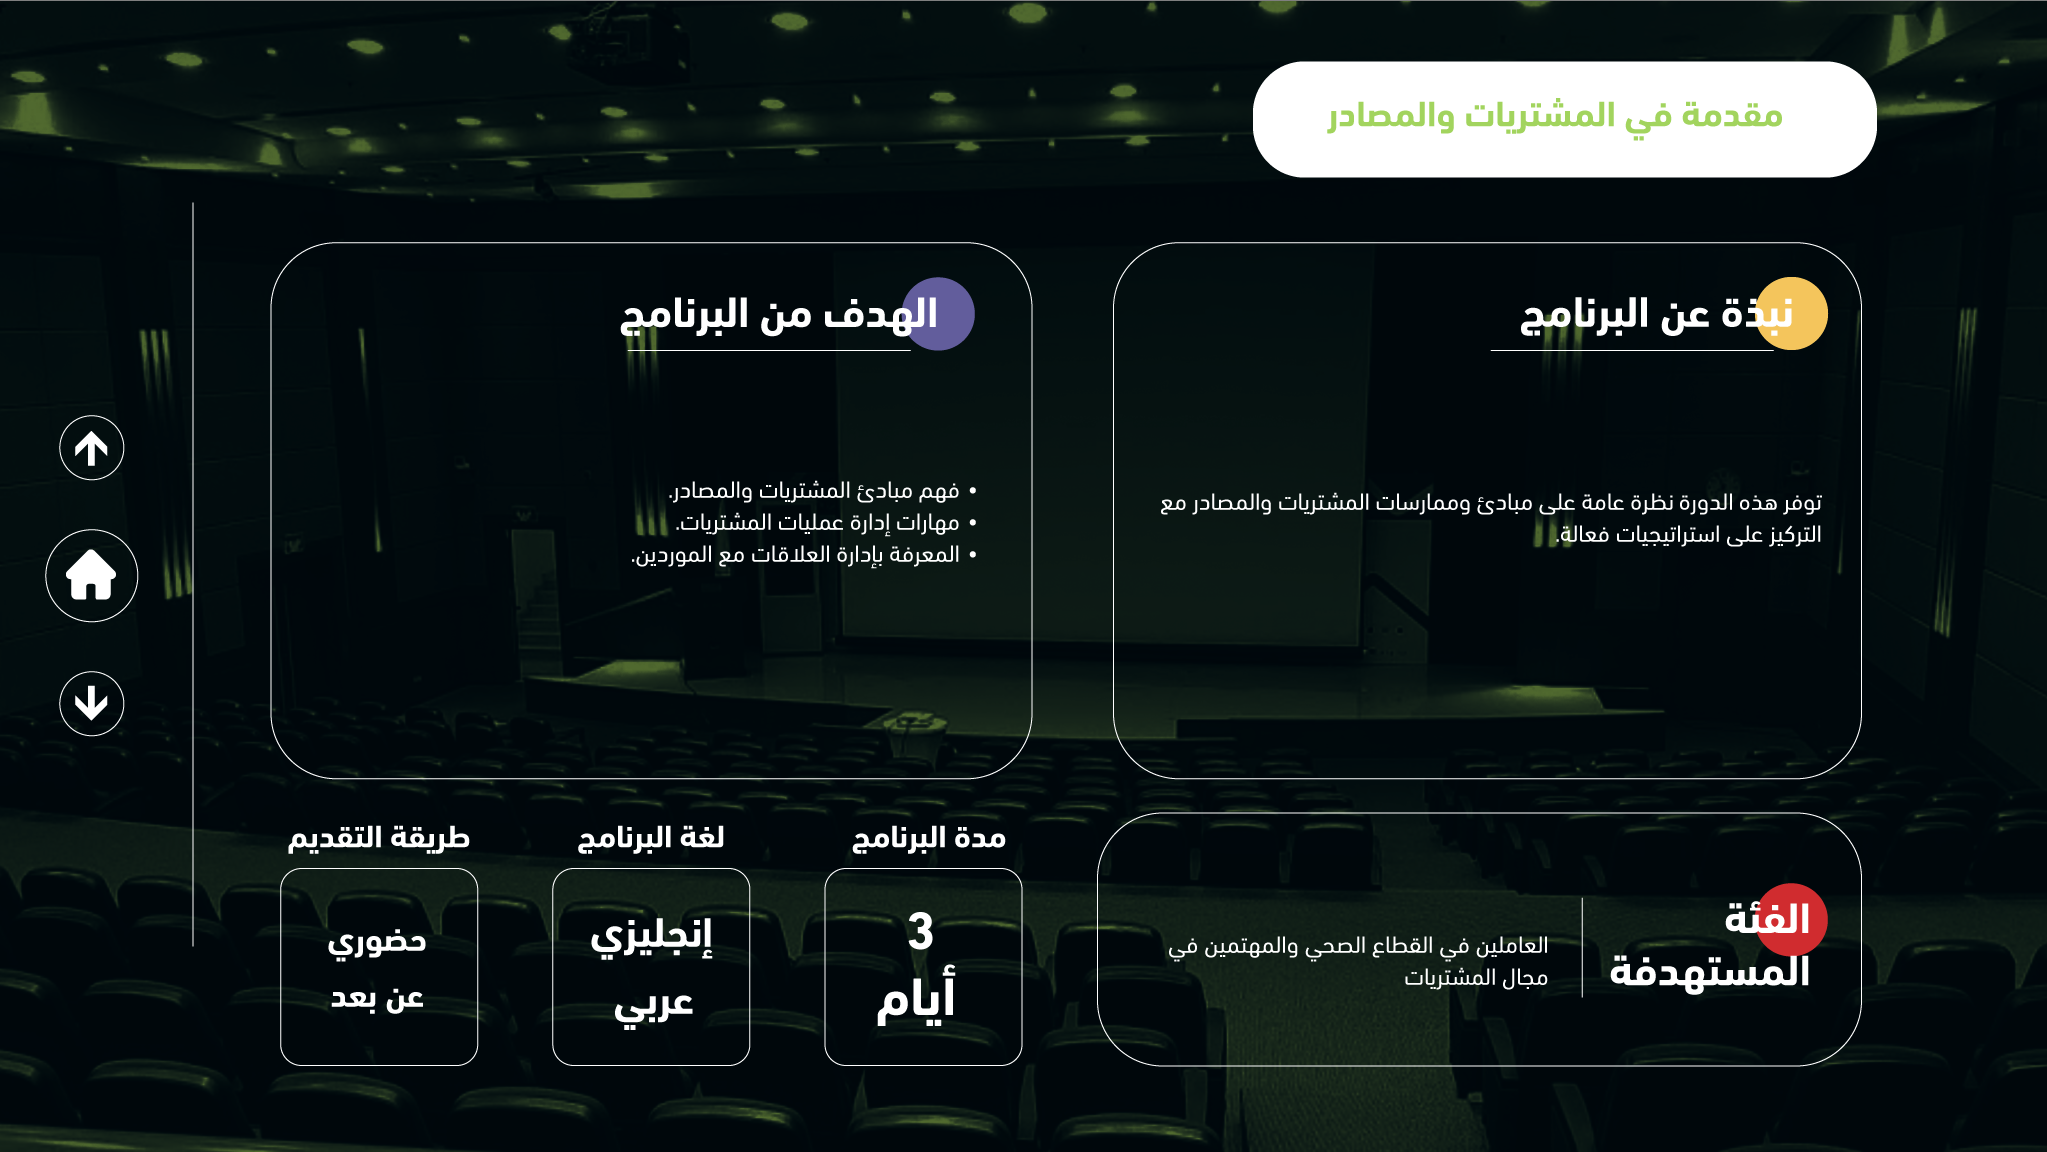 مقدمة في المشتريات والمصادر
نبذة عن البرنامج
توفر هذه الدورة نظرة عامة على مبادئ وممارسات المشتريات والمصادر مع
التركيز على استراتيجيات فعالة.
الهدف من البرنامج
• فهم مبادئ المشتريات والمصادر.
• مهارات إدارة عمليات المشتريات.
• المعرفة بإدارة العلاقات مع الموردين.
الفئة
المستهدفة
العاملين في القطاع الصحي والمهتمين في
مجال المشتريات
مدة البرنامج
3
أيام
لغة البرنامج
إنجليزي
عربي
طريقة التقديم
حضوري
عن بعد